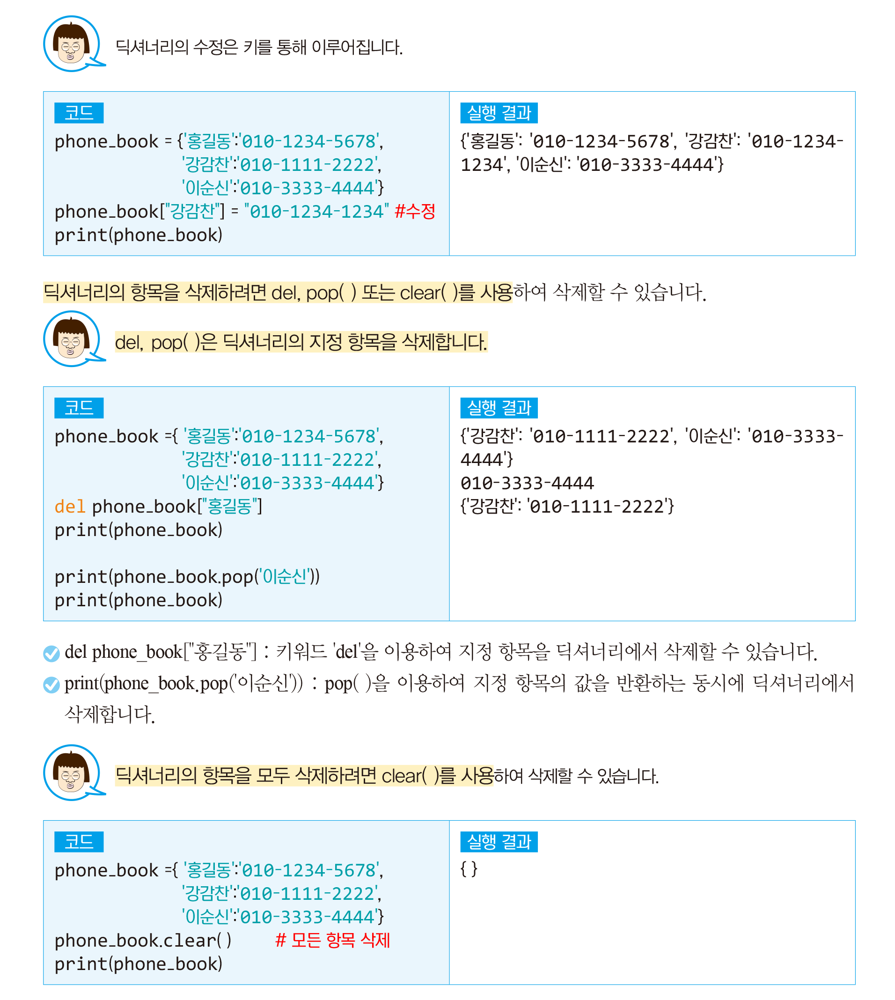 딕셔너리의 수정은 키를 통해 이루어집니다.
코드
phone_book = {'홍길동':'010-1234-5678',
'강감찬':'010-1111-2222',
'이순신':'010-3333-4444'}
phone_book["강감찬"] = "010-1234-1234" #수정
print(phone_book)
실행 결과
{'홍길동': '010-1234-5678', '강감찬': '010-1234-
1234', '이순신': '010-3333-4444'}
딕셔너리의 항목을 삭제하려면 del, pop( ) 또는 clear( )를 사용하여 삭제할 수 있습니다.
del, pop( )은 딕셔너리의 지정 항목을 삭제합니다.
코드
phone_book ={ '홍길동':'010-1234-5678',
'강감찬':'010-1111-2222',
'이순신':'010-3333-4444'}
del phone_book["홍길동"]
print(phone_book)
print(phone_book.pop('이순신'))
print(phone_book)
실행 결과
{'강감찬': '010-1111-2222', '이순신': '010-3333-
4444'}
010-3333-4444
{'강감찬': '010-1111-2222'}
del phone_book["홍길동"] : 키워드 'del'을 이용하여 지정 항목을 딕셔너리에서 삭제할 수 있습니다.
print(phone_book.pop('이순신')) : pop( )을 이용하여 지정 항목의 값을 반환하는 동시에 딕셔너리에서
삭제합니다.
딕셔너리의 항목을 모두 삭제하려면 clear( )를 사용하여 삭제할 수 있습니다.
코드
phone_book ={ '홍길동':'010-1234-5678',
'강감찬':'010-1111-2222',
'이순신':'010-3333-4444'}
phone_book.clear( ) # 모든 항목 삭제
print(phone_book)
실행 결과
{ }